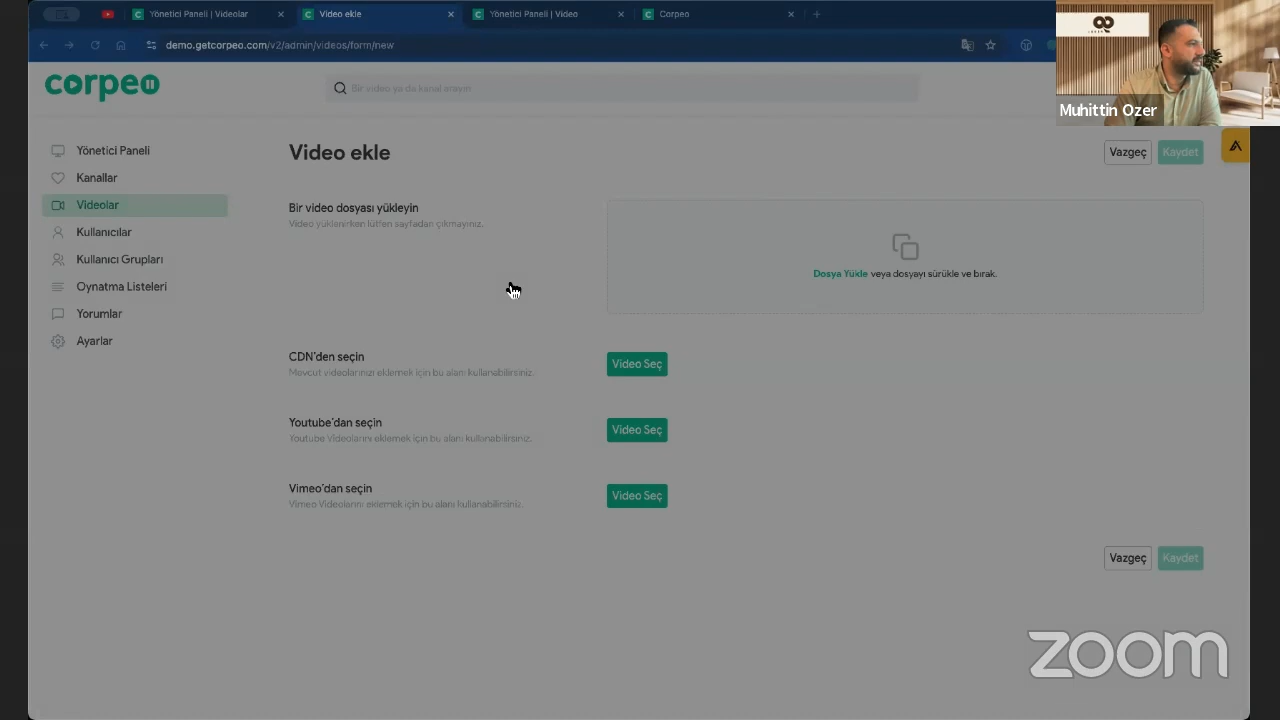 Yönetici Paneli | Videolar
Video ekle
Yönetici Paneli | Video
Corpeo
demo.getcorpeo.com/v2/admin/videos/form/new
Muhittin Ozer
corpeo
Bir video ya da kanal arayın
Yönetici Paneli
Kanallar
Videolar
Kullanıcılar
Kullanıcı Grupları
Oynatma Listeleri
Yorumlar
Ayarlar
Video ekle
Vazgeç
Kaydet
Bir video dosyası yükleyin
Video yüklenirken lütfen sayfadan çıkmayınız.
Dosya Yükle veya dosyayı sürükle ve bırak.
CDN'den seçin
Mevcut videolarınızı eklemek için bu alanı kullanabilirsiniz.
Video Seç
Youtube'dan seçin
Youtube Videolarını eklemek için bu alanı kullanabilirsiniz.
Video Seç
Vimeo'dan seçin
Vimeo Videolarını eklemek için bu alanı kullanabilirsiniz.
Video Seç
Vazgeç
Kaydet
zoom